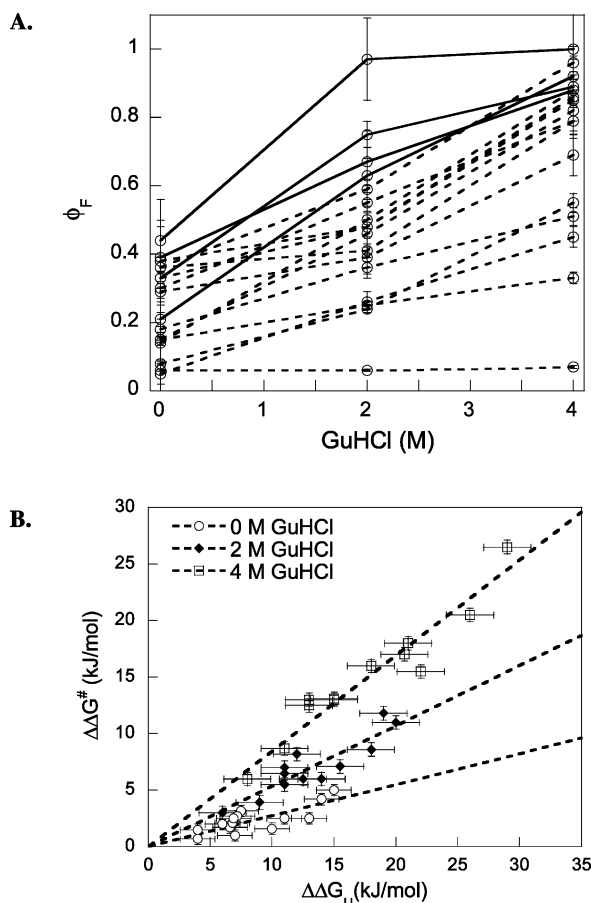 A.
1
0.8
0.6
0.4
0.2
0
ϕF
0 1 2 3 4
GuHCl (M)
B.
30
25
20
15
10
5
0
ΔΔG# (kJ/mol)
0 M GuHCl
2 M GuHCl
4 M GuHCl
0 5 10 15 20 25 30 35
ΔΔGU(kJ/mol)